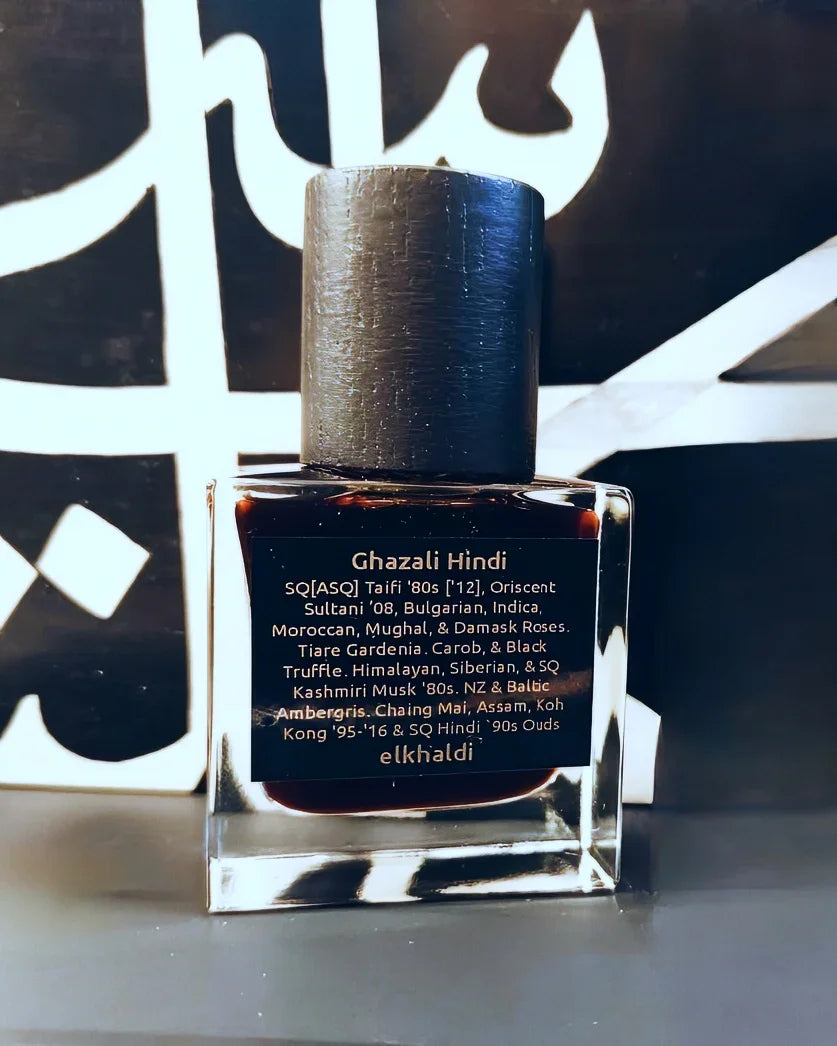 Ghazali Hindi
SQ[ASQ] Taifi '80s ['12], Oriscent
Sultani '08, Bulgarian, Indica,
Moroccan, Mughal, & Damask Roses.
Tiare Gardenia. Carob, & Black
Truffle. Himalayan, Siberian, & SQ
Kashmiri Musk '80s. NZ & Baltic
Ambergris. Chaing Mai, Assam, Koh
Kong '95-'16 & SQ Hindi `90s Ouds
elkhaldi